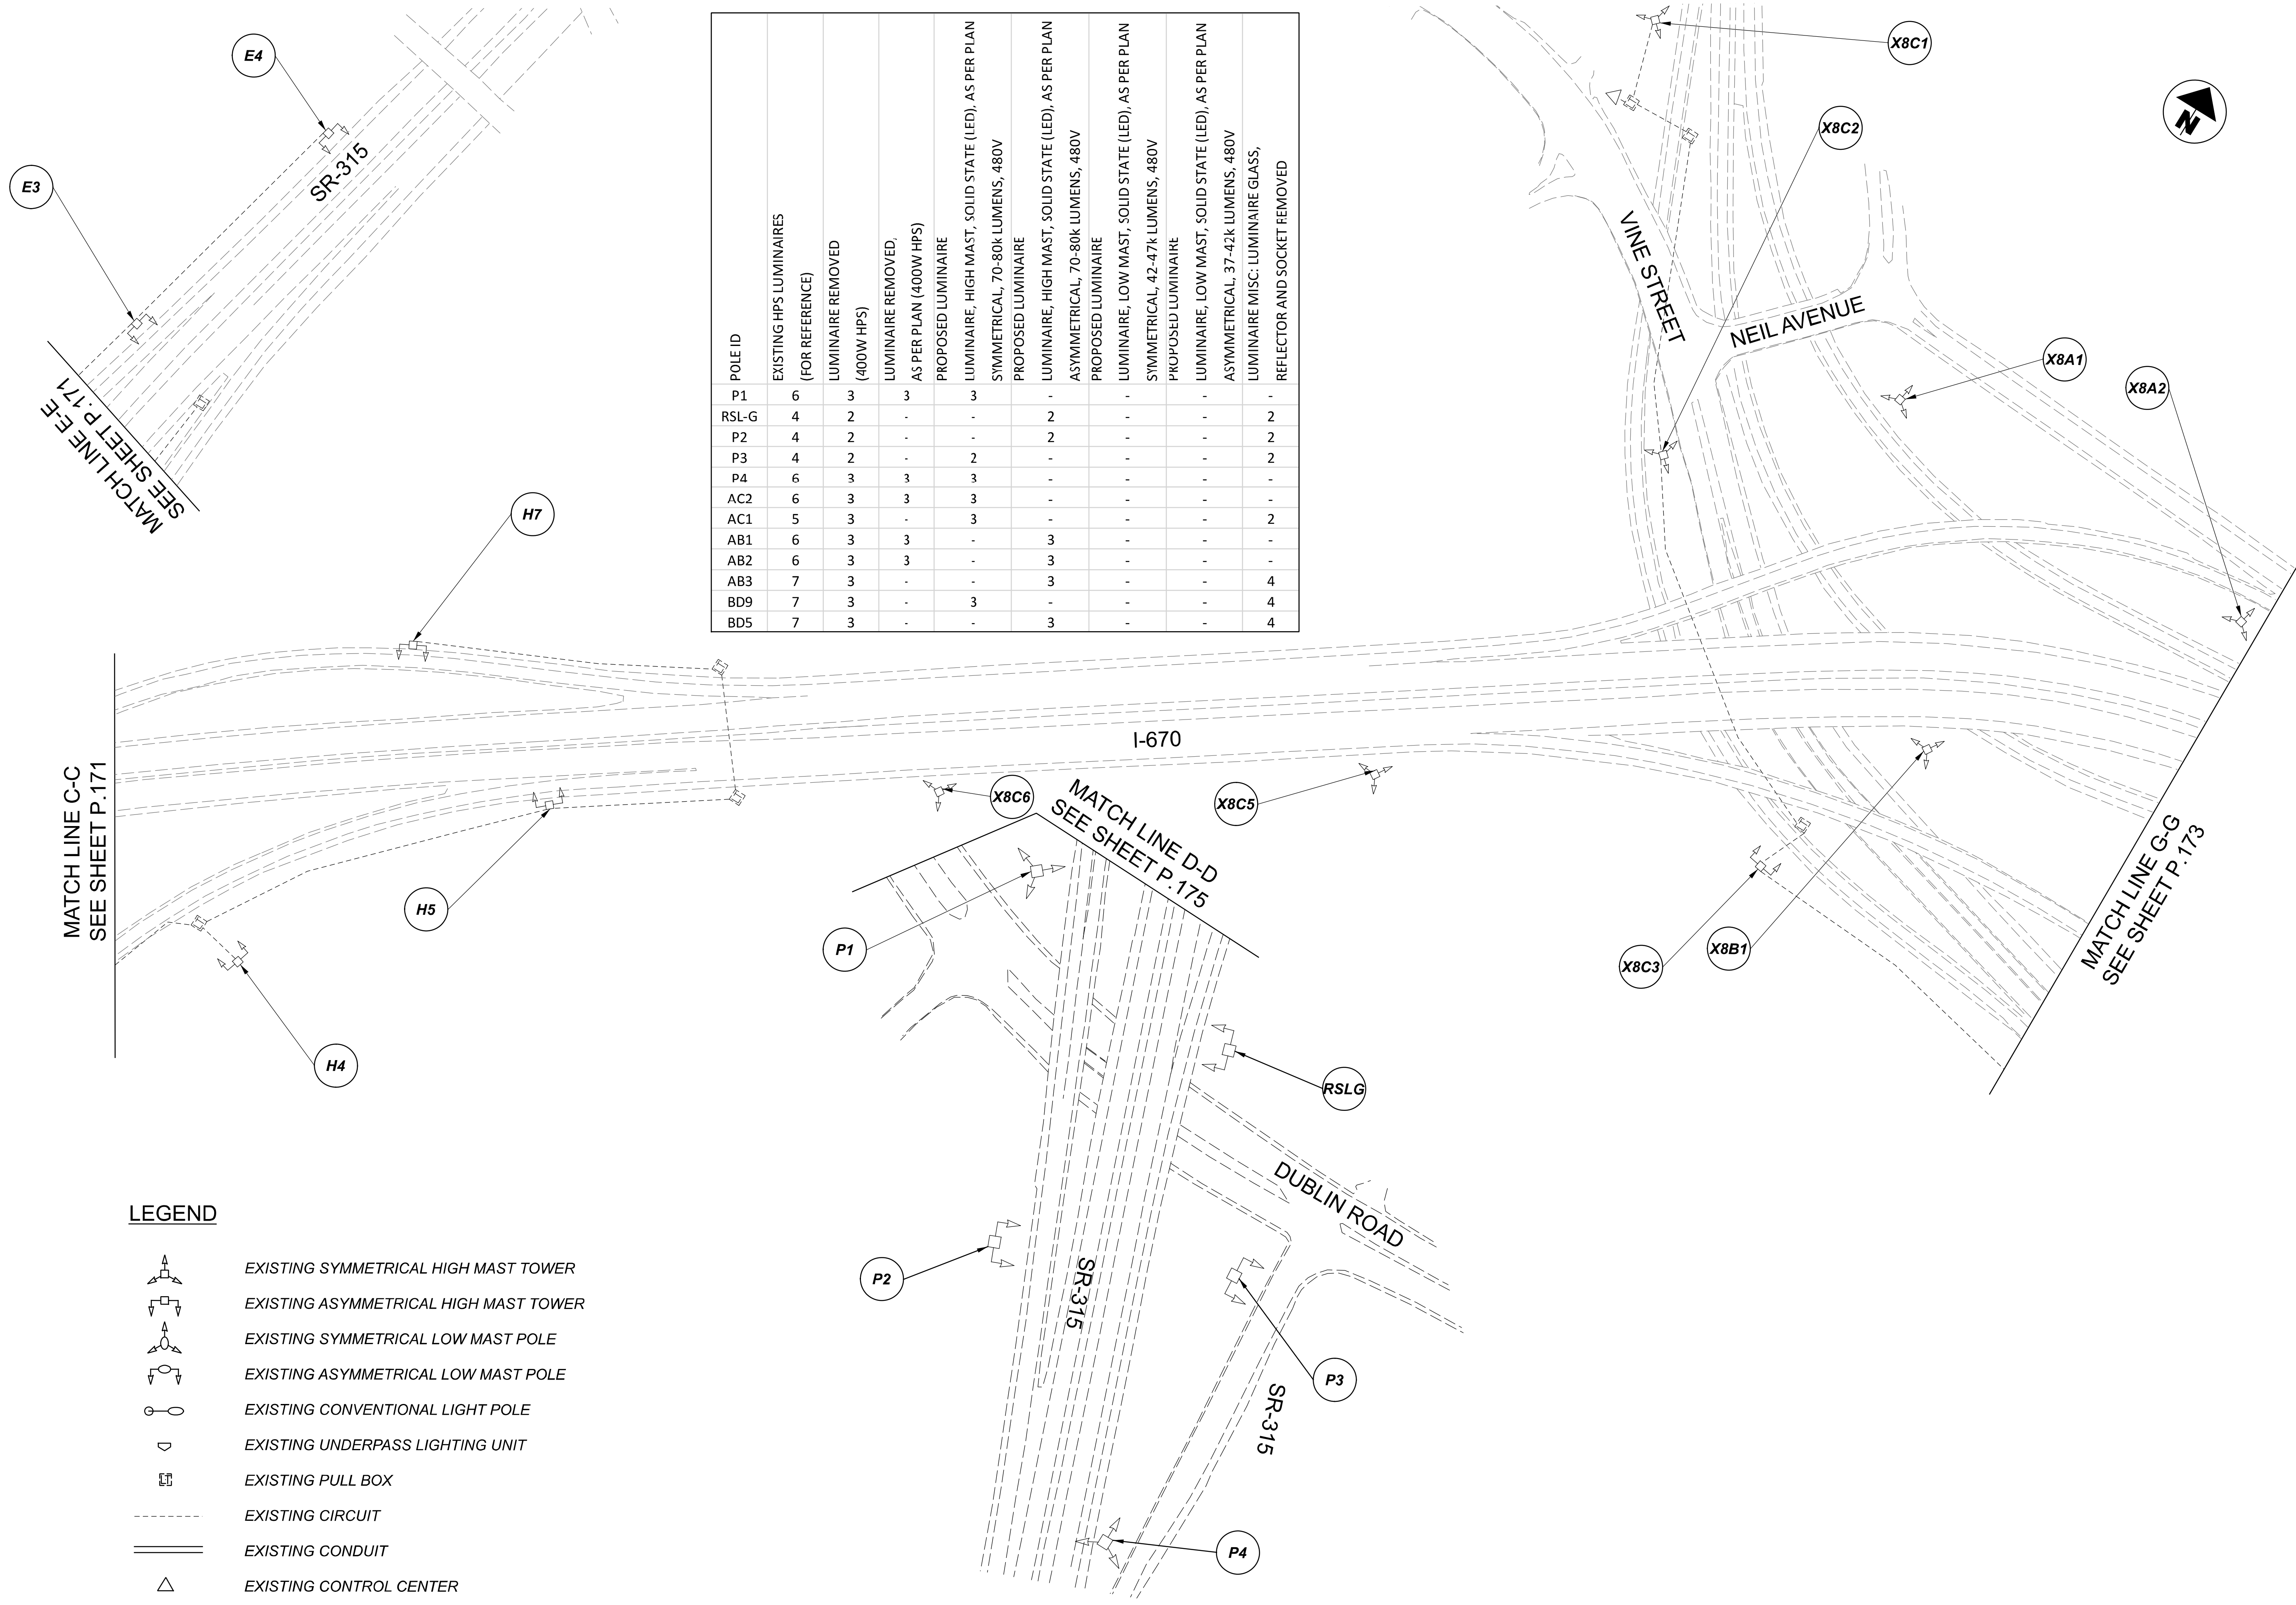 E4
E3
SR-315
MATCH LINE E-E
SEE SHEET P.171
POLE ID
EXISTING HPS LUMINAIRES
(FOR REFERENCE)
LUMINAIRE REMOVED
(400W HPS)
LUMINAIRE REMOVED,
AS PER PLAN (400W HPS)
PROPOSED LUMINAIRE
LUMINAIRE, HIGH MAST, SOLID STATE (LED), AS PER PLAN
SYMMETRICAL, 70-80k LUMENS, 480V
PROPOSED LUMINAIRE
LUMINAIRE, HIGH MAST, SOLID STATE (LED), AS PER PLAN
ASYMMETRICAL, 70-80k LUMENS, 480V
PROPOSED LUMINAIRE
LUMINAIRE, LOW MAST, SOLID STATE (LED), AS PER PLAN
SYMMETRICAL, 42-47k LUMENS, 480V
PROPOSED LUMINAIRE
LUMINAIRE, LOW MAST, SOLID STATE (LED), AS PER PLAN
ASYMMETRICAL, 37-42k LUMENS, 480V
LUMINAIRE MISC: LUMINAIRE GLASS,
REFLECTOR AND SOCKET REMOVED
P1 6 3 3 3 - - - -
RSL-G 4 2 - - 2 - - 2
P2 4 2 - - 2 - - 2
P3 4 2 - 2 - - - 2
P4 6 3 3 3 - - - -
AC2 6 3 3 3 - - - -
AC1 5 3 - 3 - - - 2
AB1 6 3 3 - 3 - - -
AB2 6 3 3 - 3 - - -
AB3 7 3 - - 3 - - 4
BD9 7 3 - 3 - - - 4
BD5 7 3 - - 3 - - 4
X8C1
N
X8C2
VINE STREET
NEIL AVENUE
X8A1
X8A2
H7
I-670
MATCH LINE C-C
SEE SHEET P.171
X8C6
X8C5
MATCH LINE D-D
SEE SHEET P.175
H5
P1
X8C3
X8B1
MATCH LINE G-G
SEE SHEET P.173
H4
RSLG
DUBLIN ROAD
P2
SR-315
P3
SR-315
P4
LEGEND
EXISTING SYMMETRICAL HIGH MAST TOWER
EXISTING ASYMMETRICAL HIGH MAST TOWER
EXISTING SYMMETRICAL LOW MAST POLE
EXISTING ASYMMETRICAL LOW MAST POLE
EXISTING CONVENTIONAL LIGHT POLE
EXISTING UNDERPASS LIGHTING UNIT
EXISTING PULL BOX
EXISTING CIRCUIT
EXISTING CONDUIT
EXISTING CONTROL CENTER